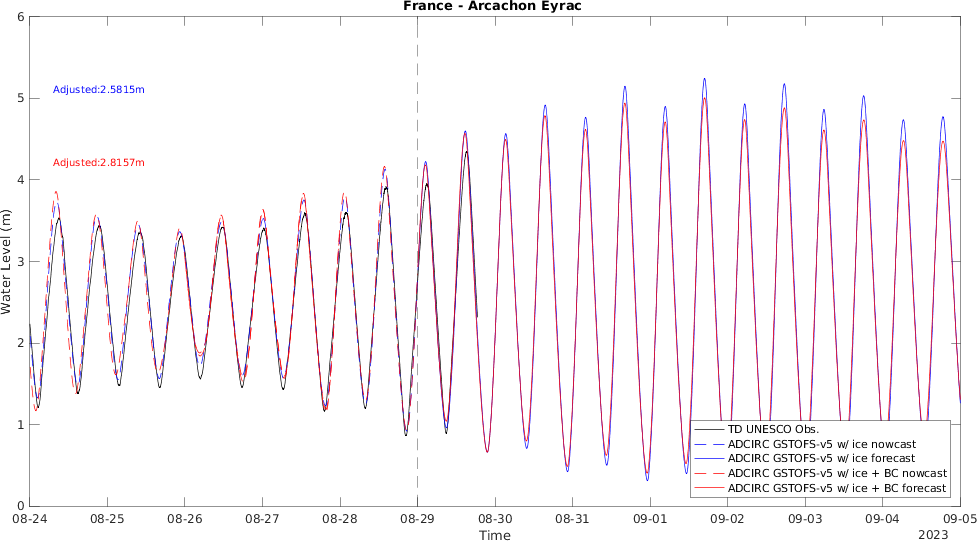 France - Arcachon Eyrac
6
5
4
3
2
1
0
Water Level (m)
Adjusted:2.5815m
Adjusted:2.8157m
TD UNESCO Obs.
ADCIRC GSTOFS-v5 w/ ice nowcast
ADCIRC GSTOFS-v5 w/ ice forecast
ADCIRC GSTOFS-v5 w/ ice + BC nowcast
ADCIRC GSTOFS-v5 w/ ice + BC forecast
08-24 08-25 08-26 08-27 08-28 08-29 08-30 08-31 09-01 09-02 09-03 09-04 09-05
Time
2023